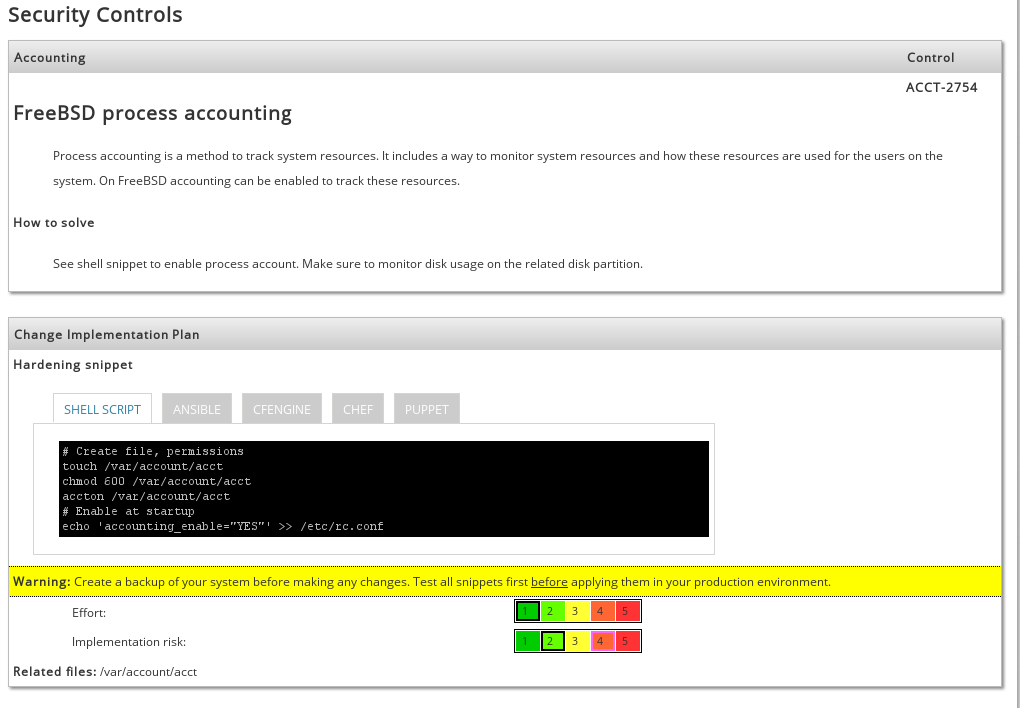 Security Controls
Accounting Control
ACCT-2754
FreeBSD process accounting
Process accounting is a method to track system resources. It includes a way to monitor system resources and how these resources are used for the users on the
system. On FreeBSD accounting can be enabled to track these resources.
How to solve
See shell snippet to enable process account. Make sure to monitor disk usage on the related disk partition.
Change Implementation Plan
Hardening snippet
SHELL SCRIPT ANSIBLE CFENGINE CHEF PUPPET
# Create file, permissions
touch /var/account/acct
chmod 600 /var/account/acct
accton /var/account/acct
# Enable at startup
echo 'accounting_enable="YES"' >> /etc/rc.conf
Warning: Create a backup of your system before making any changes. Test all snippets first before applying them in your production environment.
Effort: 1 2 3 4 5
Implementation risk: 1 2 3 4 5
Related files: /var/account/acct